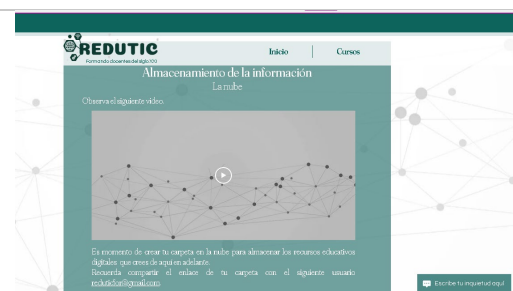 REDUTIC
Formando docentes del siglo XXI
Inicio
Cursos
Almacenamiento de la información
La nube
Observa el siguiente video.
Es momento de crear tu carpeta en la nube para almacenar los recursos educativos
digitales que crees de aquí en adelante.
Recuerda compartir el enlace de tu carpeta con el siguiente usuario
reduticfor@gmail.com.
Escribe tu inquietud aquí